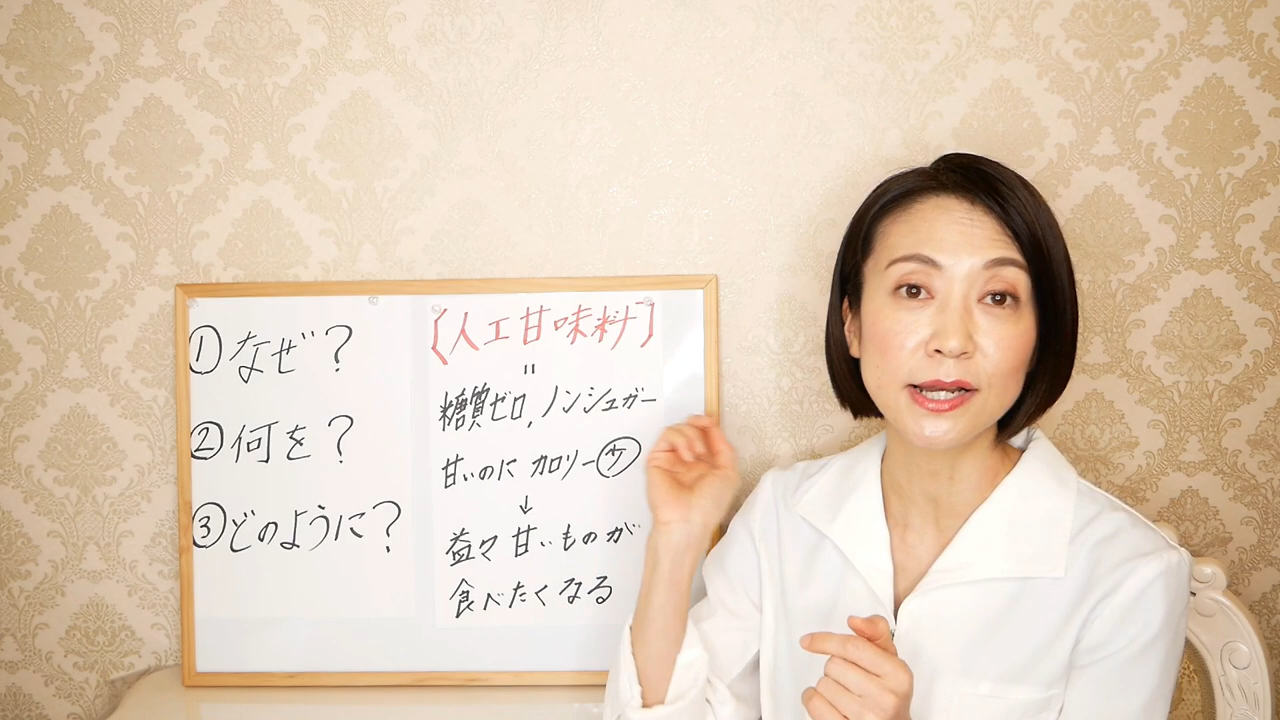 ①なぜ？
②何を？
③どのように？
〔人工甘味料〕
＝
糖質ゼロ,ノンシュガー
甘いのにカロリー㋘
↓
益々甘いものが
食べたくなる